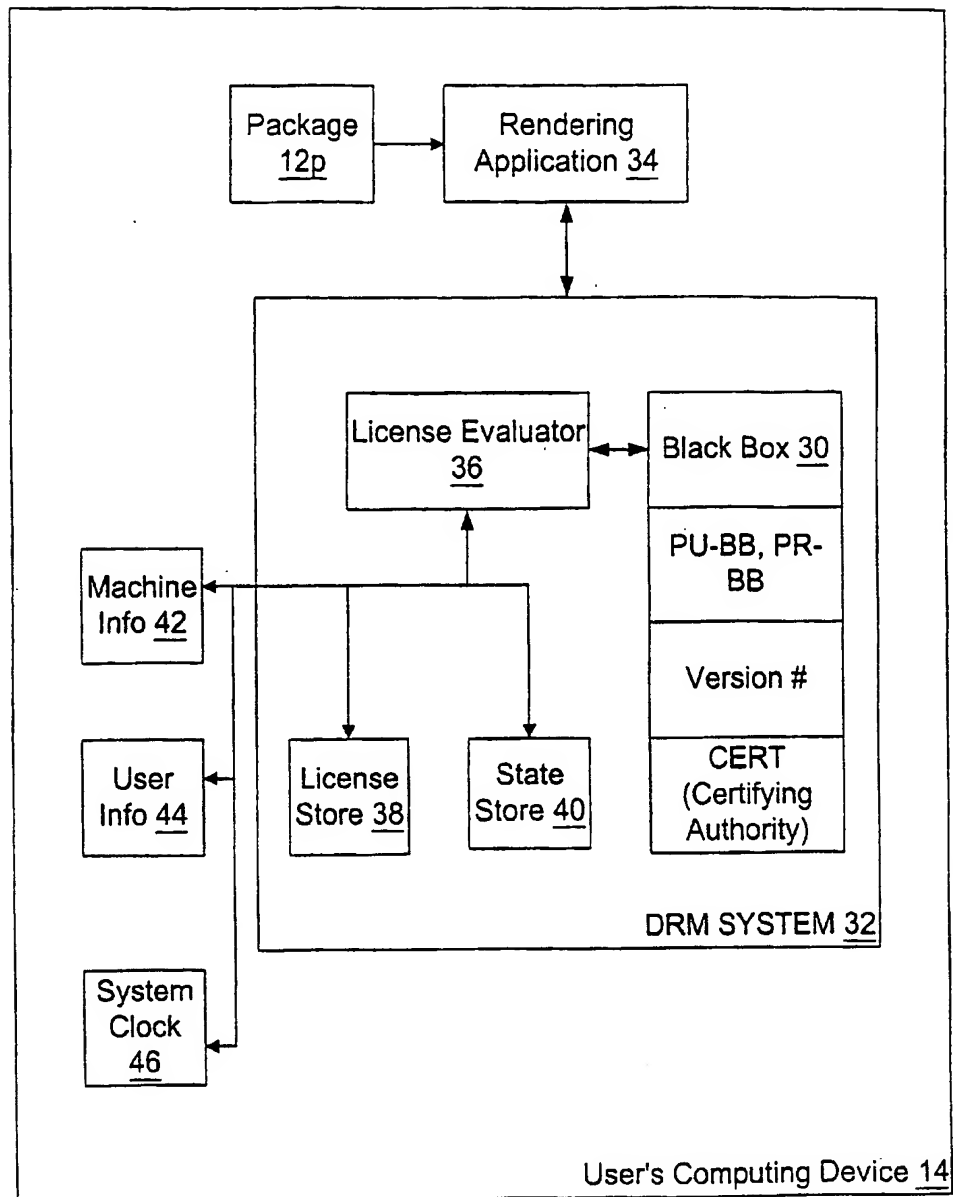 Package
12p
Rendering
Application 34
License Evaluator
36
Black Box 30
PU-BB, PR-
BB
Version #
CERT
(Certifying
Authority)
Machine
Info 42
User
Info 44
License
Store 38
State
Store 40
DRM SYSTEM 32
System
Clock
46
User's Computing Device 14